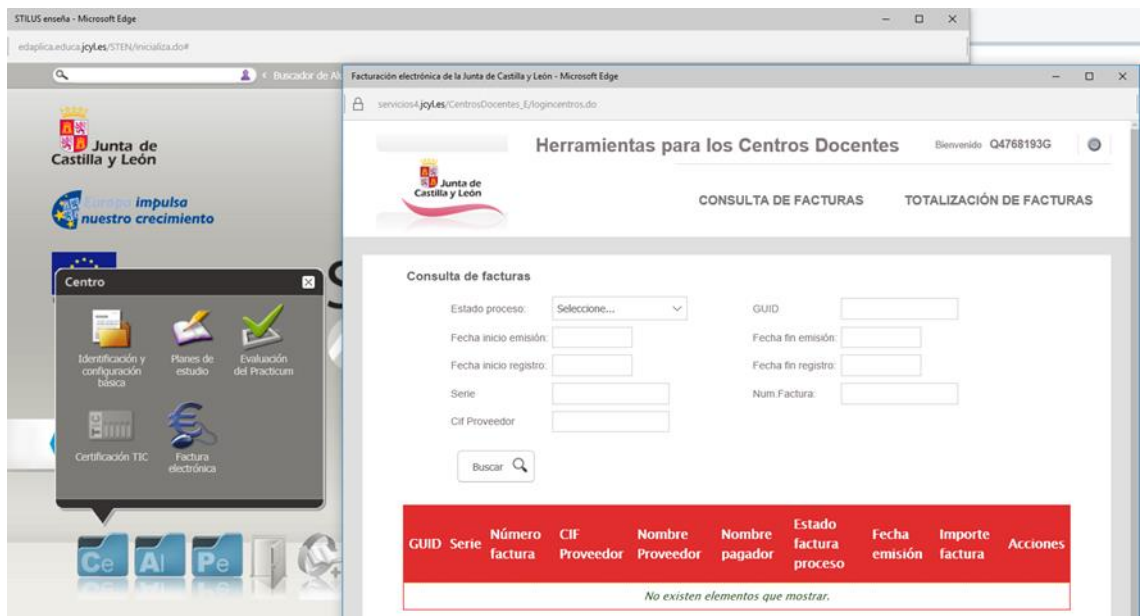 STILUS enseña - Microsoft Edge
edaplica.educa.jcyl.es/STEN/inicializa.do#
Buscador de Al
Junta de
Castilla y León
Europa impulsa
nuestro crecimiento
Centro
Identificación y
configuración
básica
Planes de
estudio
Evaluación
del Practicum
TIC
Certificación TIC
Factura
electrónica
Ce Al Pe
Facturación electrónica de la Junta de Castilla y León - Microsoft Edge
servicios4.jcyl.es/CentrosDocentes_E/logincentros.do
Herramientas para los Centros Docentes
Bienvenido Q4768193G
Junta de
Castilla y León
CONSULTA DE FACTURAS TOTALIZACIÓN DE FACTURAS
Consulta de facturas
Estado proceso: Seleccione... GUID
Fecha inicio emisión: Fecha fin emisión:
Fecha inicio registro: Fecha fin registro:
Serie Num.Factura:
Cif Proveedor
Buscar
GUID Serie Número factura CIF Proveedor Nombre Proveedor Nombre pagador Estado factura proceso Fecha emisión Importe factura Acciones
No existen elementos que mostrar.